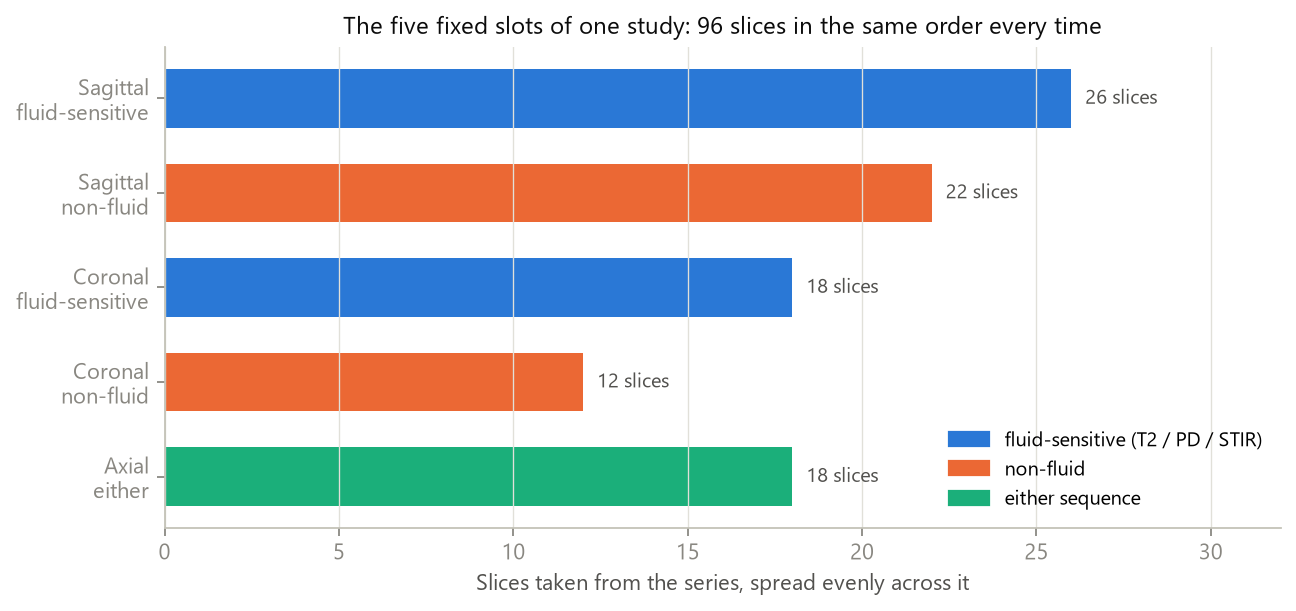 The five fixed slots of one study: 96 slices in the same order every time
Sagittal
fluid-sensitive
26 slices
Sagittal
non-fluid
22 slices
Coronal
fluid-sensitive
18 slices
Coronal
non-fluid
12 slices
Axial
either
18 slices
fluid-sensitive (T2 / PD / STIR)
non-fluid
either sequence
0 5 10 15 20 25 30
Slices taken from the series, spread evenly across it